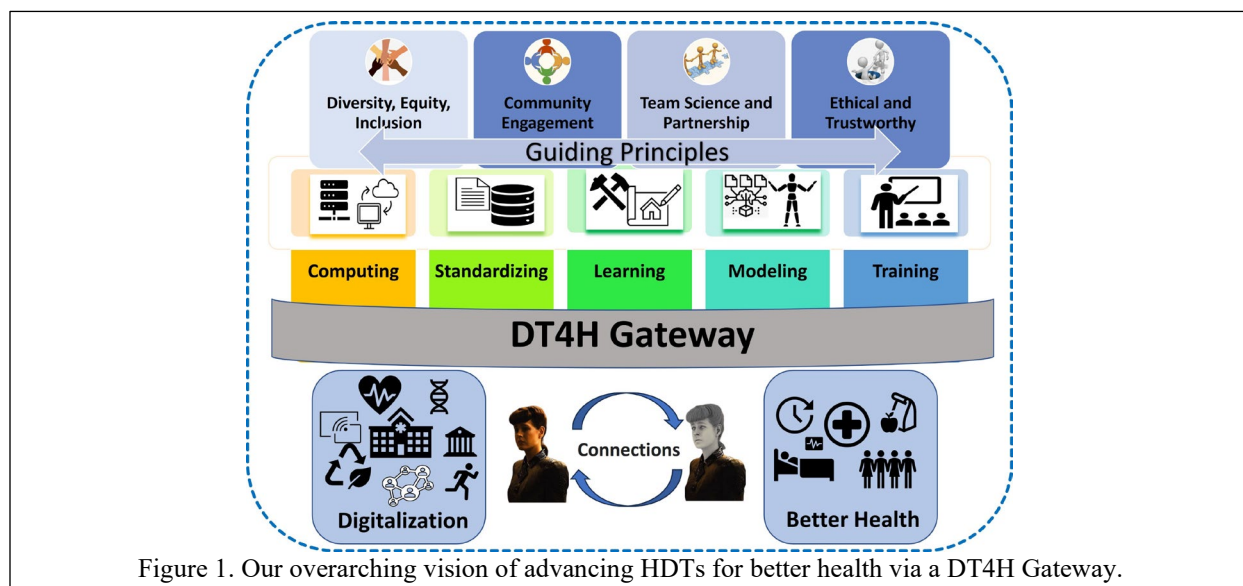 Diversity, Equity,
Inclusion
Community
Engagement
Team Science and
Partnership
Ethical and
Trustworthy
Guiding Principles
Computing
Standardizing
Learning
Modeling
Training
DT4H Gateway
Digitalization
Connections
Better Health
Figure 1. Our overarching vision of advancing HDTs for better health via a DT4H Gateway.